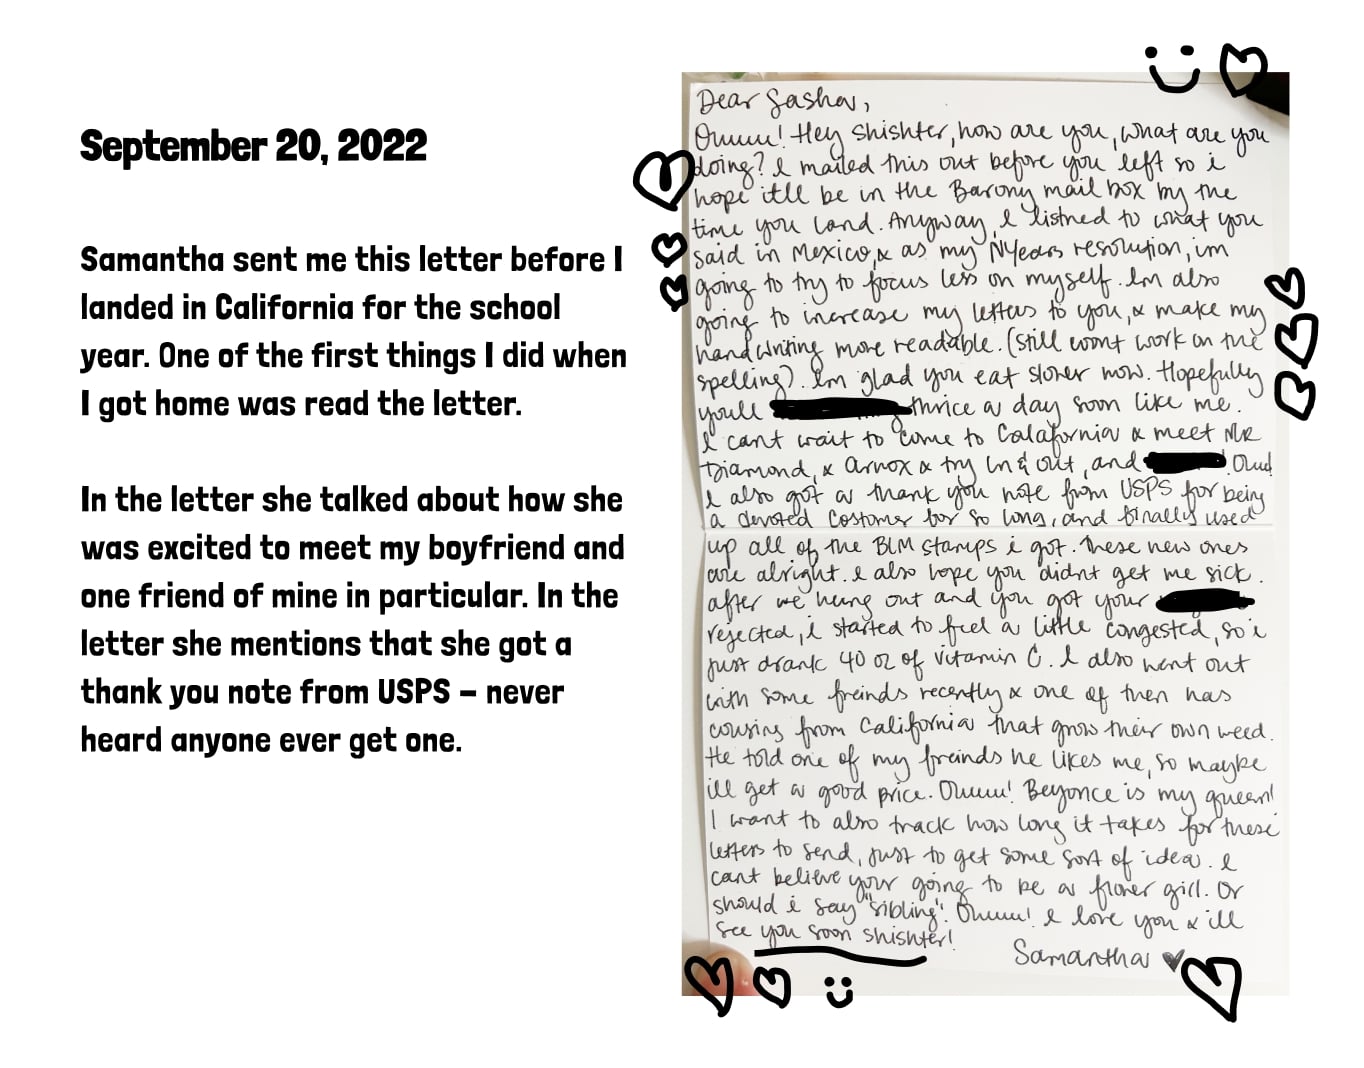 September 20, 2022
Samantha sent me this letter before I
landed in California for the school
year. One of the first things I did when
I got home was read the letter.
In the letter she talked about how she
was excited to meet my boyfriend and
one friend of mine in particular. In the
letter she mentions that she got a
thank you note from USPS – never
heard anyone ever get one.
Dear Sasha,
Hey shishter, how are you, what are you
doing? I mailed this out before you left so i
hope it'll be in the Barony mail box by the
time you land. Anyway, I listned to what you
said in Mexico, & as my NYears resolution, im
going to try to focus less on myself. Im also
going to increase my letters to you, & make my
handwriting more readable. (still wont work on the
spelling). Im glad you eat slower now. Hopefully
youll thrice a day soon like me.
I cant wait to come to Calafornia & meet MR
Diamond, & & try In & out, and
I also got a thank you note from USPS for being
a devoted costomer for so long, and finally used
up all of the BLM stamps i got. These new ones
are alright. I also hope you didnt get me sick.
after we hung out and you got your
rejected, i started to feel a little congested, so i
just drank 40 oz of vitamin C. I also went out
with some freinds recently & one of them has
cousins from California that grow their own weed.
He told one of my freinds he likes me, so maybe
ill get a good price. Beyonce is my queen!
I want to also track how long it takes for these
letters to send, just to get some sort of idea. I
cant believe your going to be a flower girl. Or
should i say "sibling". I love you & ill
see you soon shishter!
Samantha